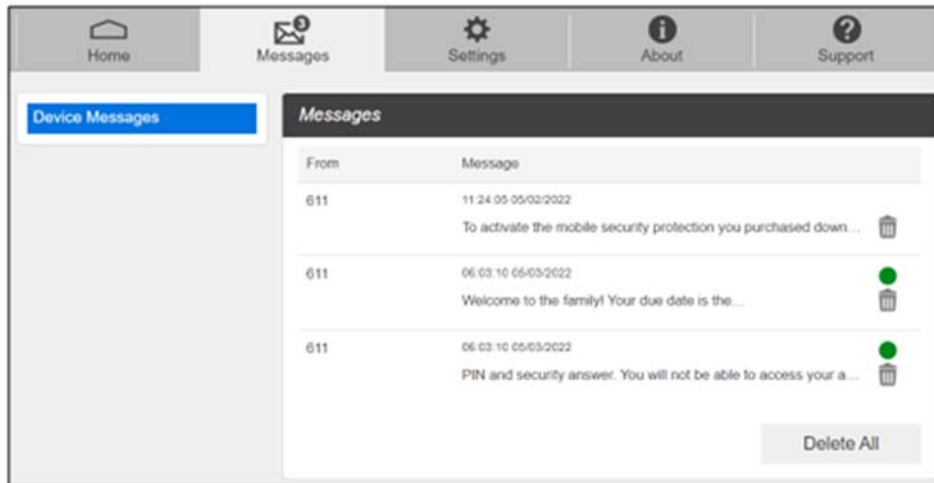 3
Home
Messages
Settings
About
Support
Device Messages
Messages
From Message
611 11:24:05 05/02/2022
To activate the mobile security protection you purchased down...
611 06:03:10 05/03/2022
Welcome to the family! Your due date is the...
611 06:03:10 05/03/2022
PIN and security answer. You will not be able to access your a...
Delete All